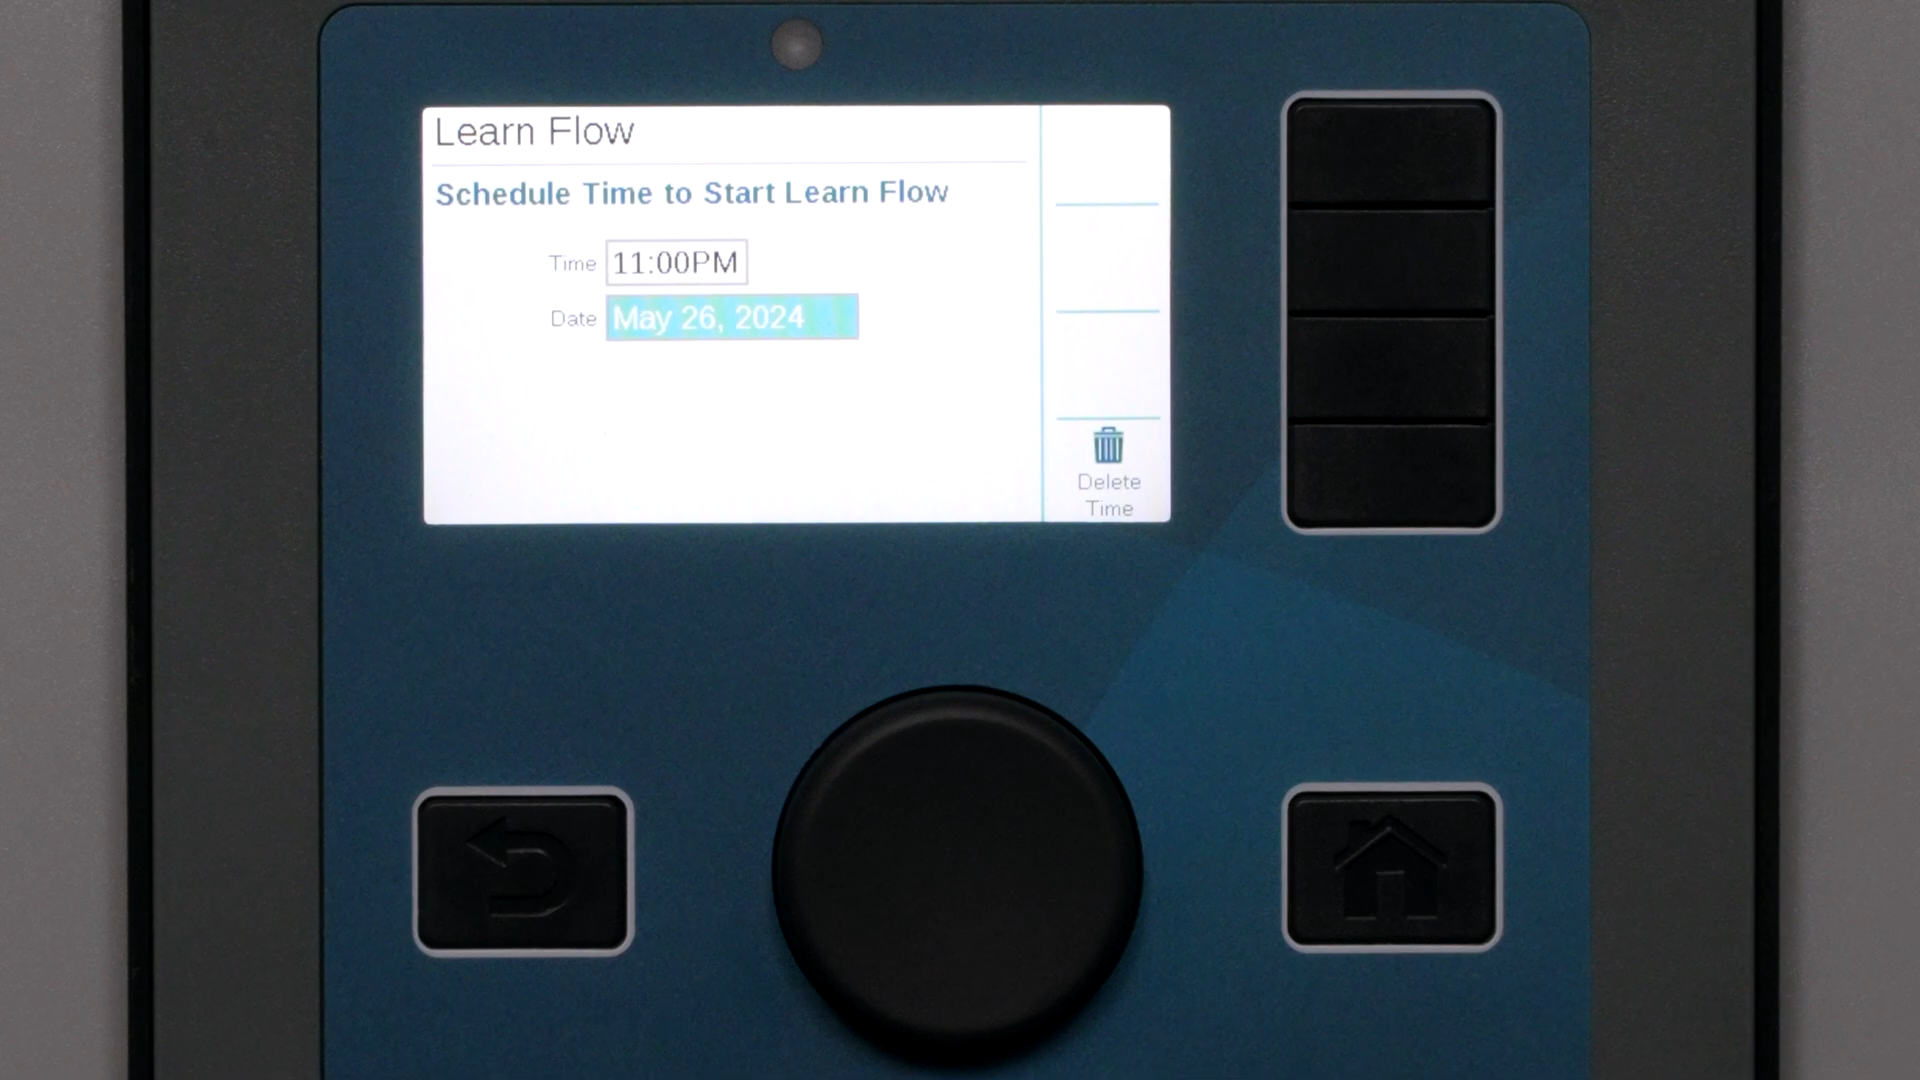 Learn Flow
Schedule Time to Start Learn Flow
Time 11:00PM
Date May 26, 2024
Delete
Time